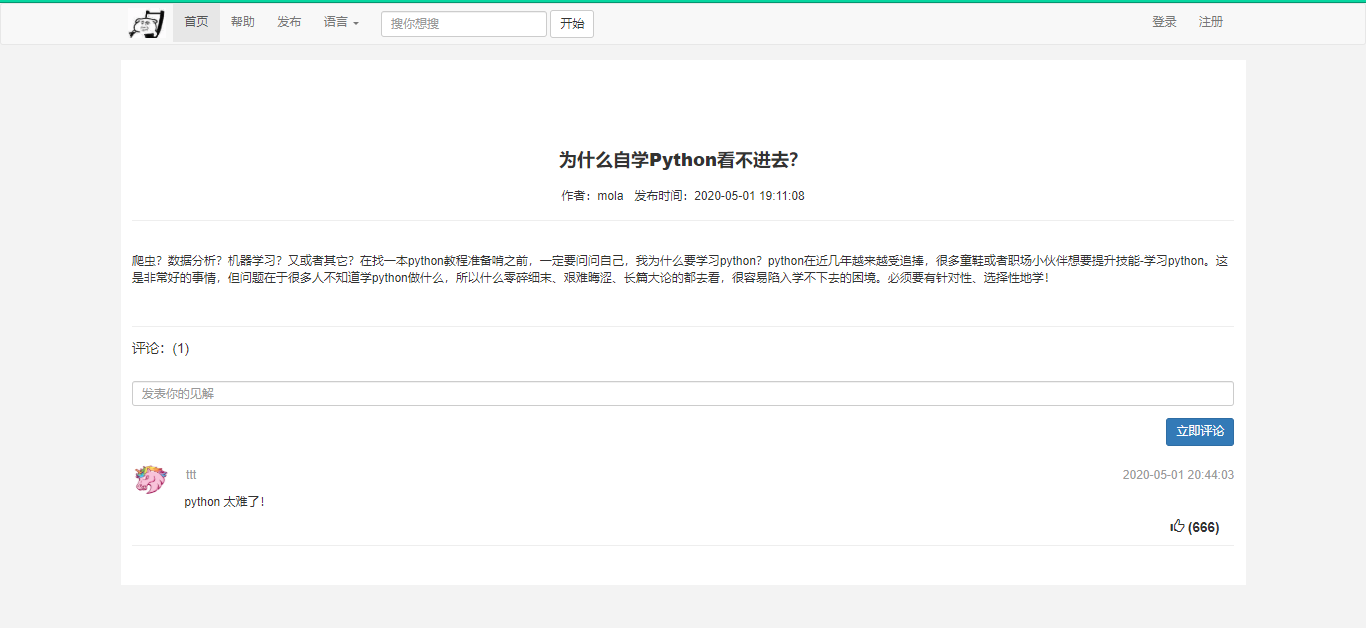 首页 帮助 发布 语言 搜你想搜 开始 登录 注册
为什么自学Python看不进去?
作者：mola 发布时间：2020-05-01 19:11:08
爬虫？数据分析？机器学习？又或者其它？在找一本python教程准备啃之前，一定要问问自己，我为什么要学习python？python在近几年越来越受追捧，很多童鞋或者职场小伙伴想要提升技能-学习python。这
是非常好的事情，但问题在于很多人不知道学python做什么，所以什么零碎细末、艰难晦涩、长篇大论的都去看，很容易陷入学不下去的困境。必须要有针对性、选择性地学！
评论：(1)
发表你的见解
立即评论
ttt 2020-05-01 20:44:03
python 太难了！
(666)